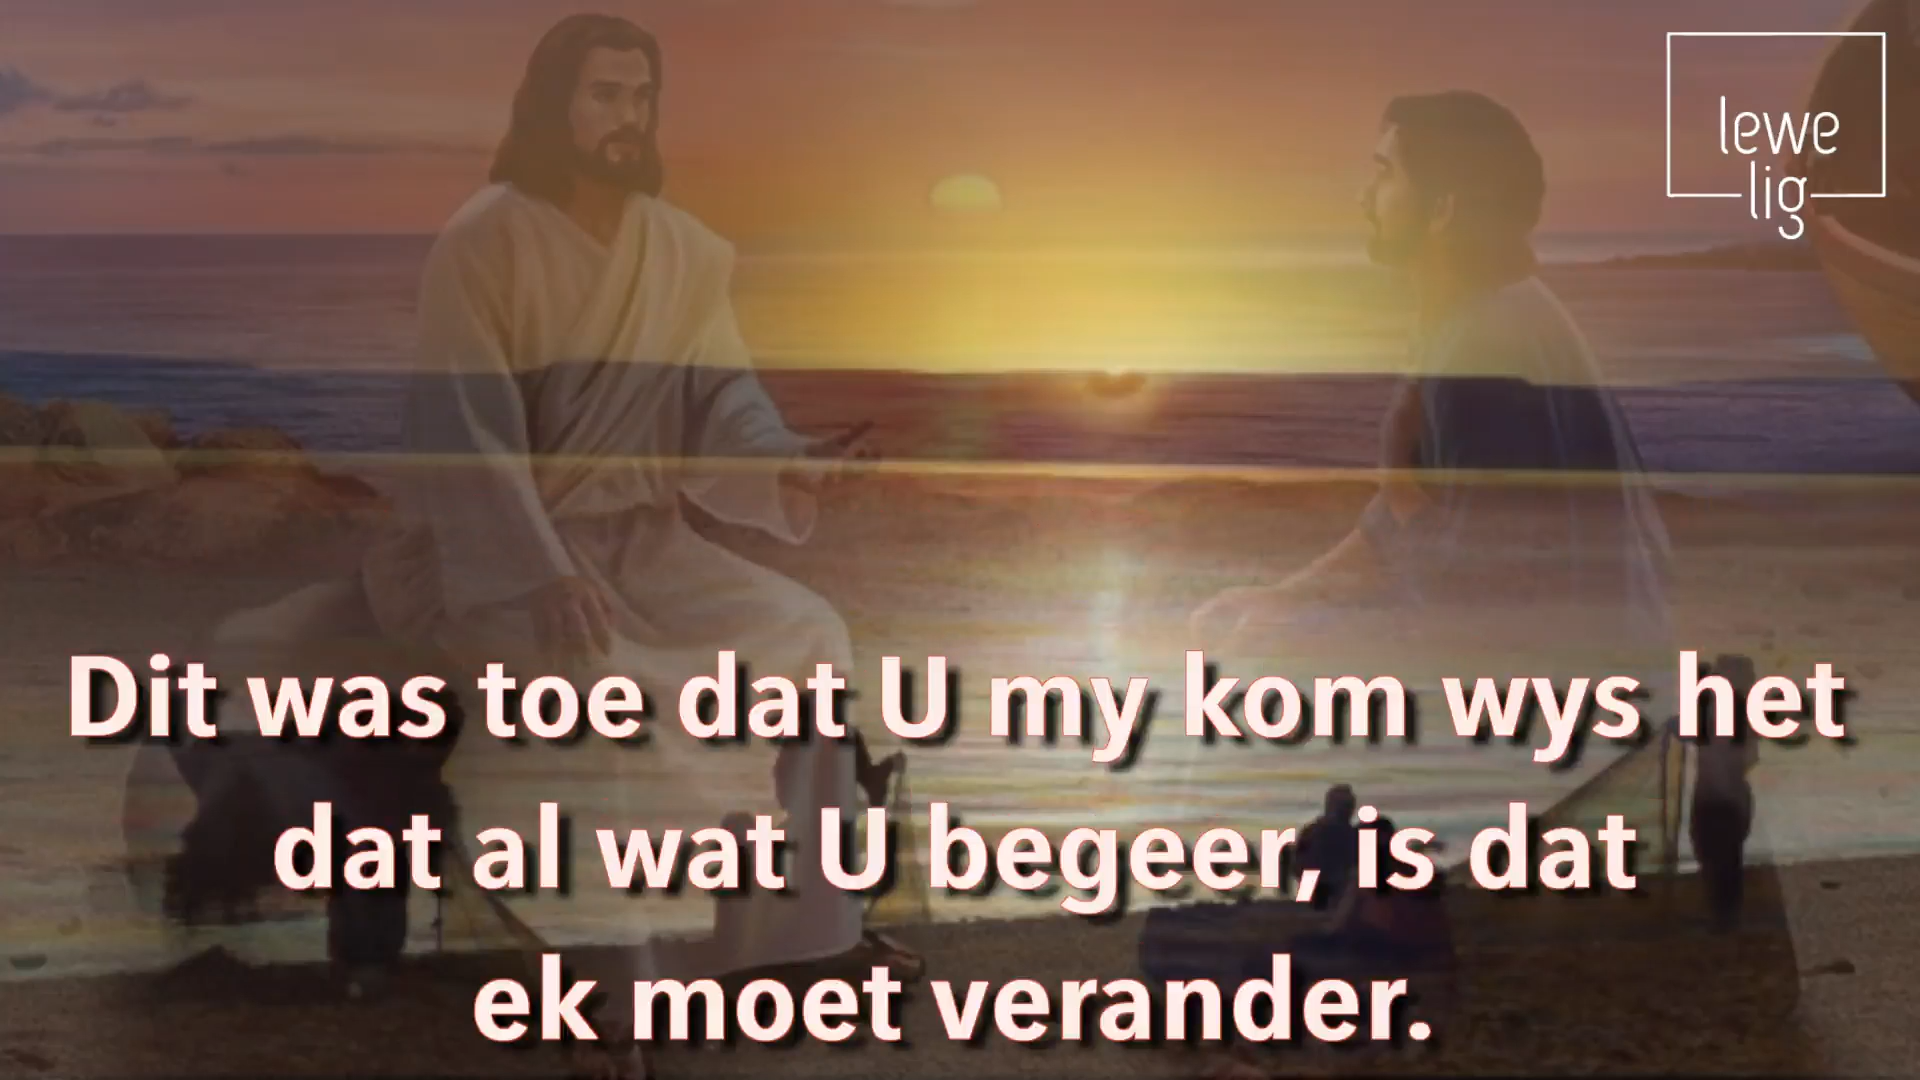 lewe
lig
Dit was toe dat U my kom wys het
dat al wat U begeer, is dat
ek moet verander.